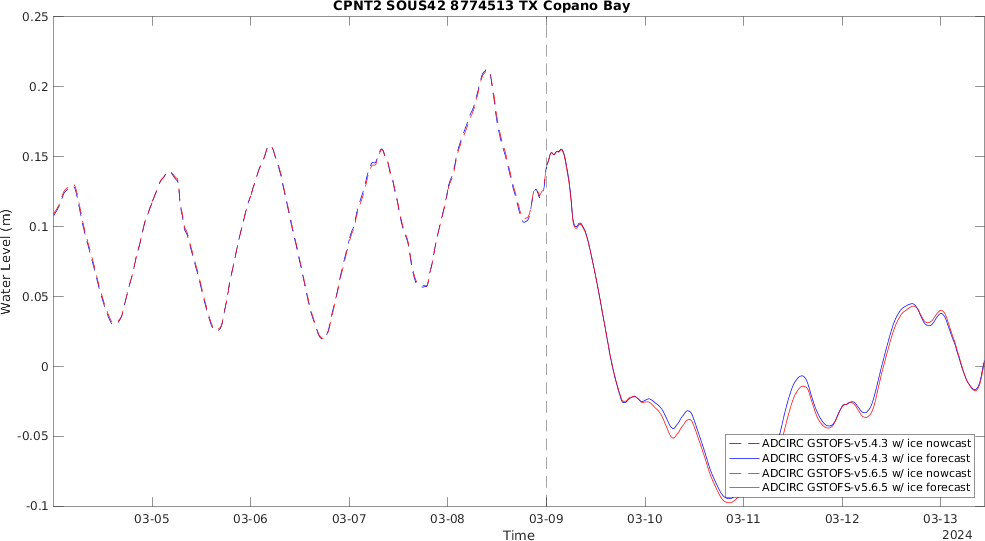 CPNT2 SOUS42 8774513 TX Copano Bay
0.25
0.2
0.15
0.1
0.05
0
-0.05
-0.1
Water Level (m)
ADCIRC GSTOFS-v5.4.3 w/ ice nowcast
ADCIRC GSTOFS-v5.4.3 w/ ice forecast
ADCIRC GSTOFS-v5.6.5 w/ ice nowcast
ADCIRC GSTOFS-v5.6.5 w/ ice forecast
03-05 03-06 03-07 03-08 03-09 03-10 03-11 03-12 03-13
Time
2024